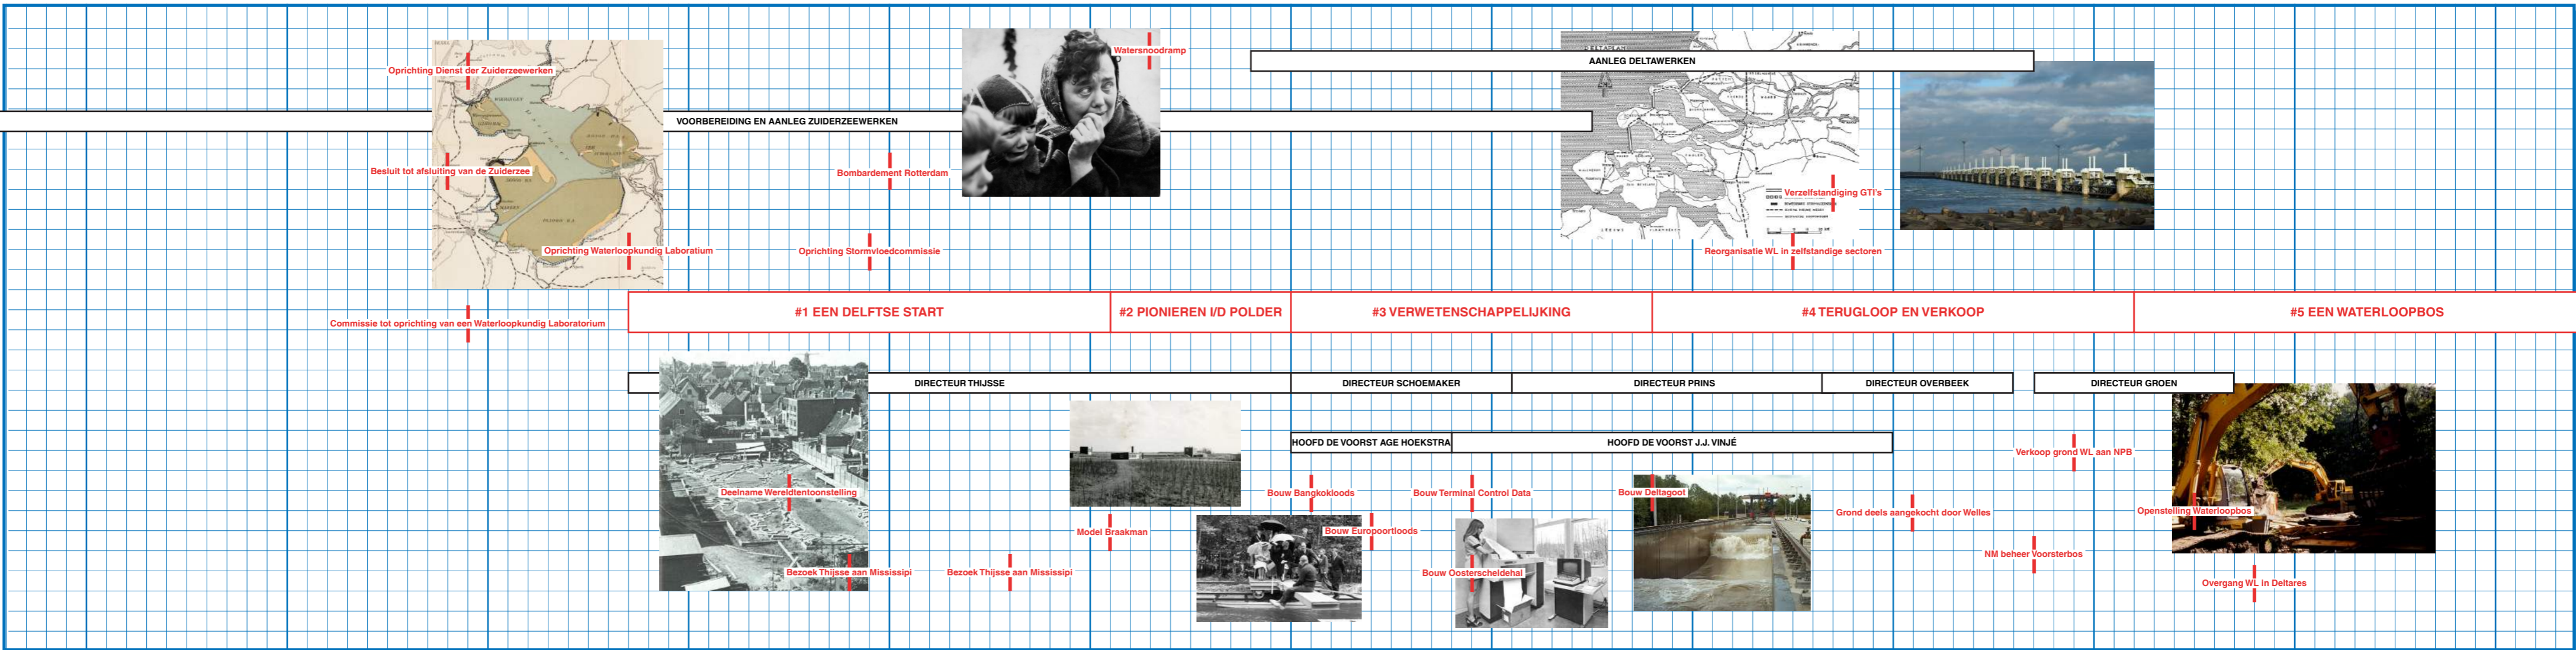 Watersnoodramp
DELTAPLAN
AANLEG DELTAWERKEN
Oprichting Dienst der Zuiderzeewerken
VOORBEREIDING EN AANLEG ZUIDERZEEWERKEN
Besluit tot afsluiting van de Zuiderzee
Bombardement Rotterdam
Verzelfstandiging GTI's
Oprichting Waterloopkundig Laboratium
Oprichting Stormvloedcommissie
Reorganisatie WL in zelfstandige sectoren
#1 EEN DELFTSE START
#2 PIONIEREN I/D POLDER
#3 VERWETENSCHAPPELIJKING
#4 TERUGLOOP EN VERKOOP
#5 EEN WATERLOOPBOS
Commissie tot oprichting van een Waterloopkundig Laboratorium
DIRECTEUR THIJSSE
DIRECTEUR SCHOEMAKER
DIRECTEUR PRINS
DIRECTEUR OVERBEEK
DIRECTEUR GROEN
HOOFD DE VOORST AGE HOEKSTRA
HOOFD DE VOORST J.J. VINJÉ
Verkoop grond WL aan NPB
Deelname Wereldtentoonstelling
Bouw Bangkokloods
Bouw Terminal Control Data
Bouw Deltagoot
Grond deels aangekocht door Welles
Openstelling Waterloopbos
Model Braakman
Bouw Europoortloods
NM beheer Voorsterbos
Bezoek Thijsse aan Mississipi
Bezoek Thijsse aan Mississipi
Bouw Oosterscheldehal
Overgang WL in Deltares